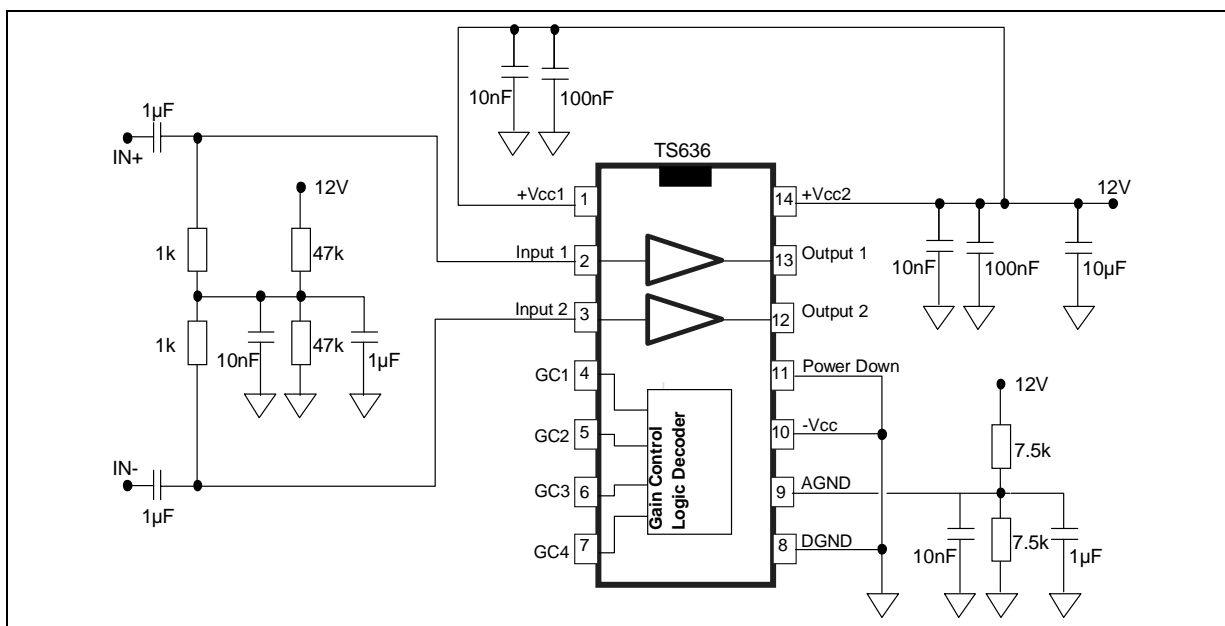 10nF
100nF
1µF
IN+
TS636
12V
+Vcc1
1
14
+Vcc2
12V
1k
47k
Input 1
2
13
Output 1
10nF
100nF
10µF
Input 2
3
12
Output 2
1k
10nF
47k
1µF
GC1
4
11
Power Down
12V
GC2
5
10
-Vcc
7.5k
IN-
1µF
GC3
6
9
AGND
Gain Control
Logic Decoder
GC4
7
8
DGND
10nF
7.5k
1µF